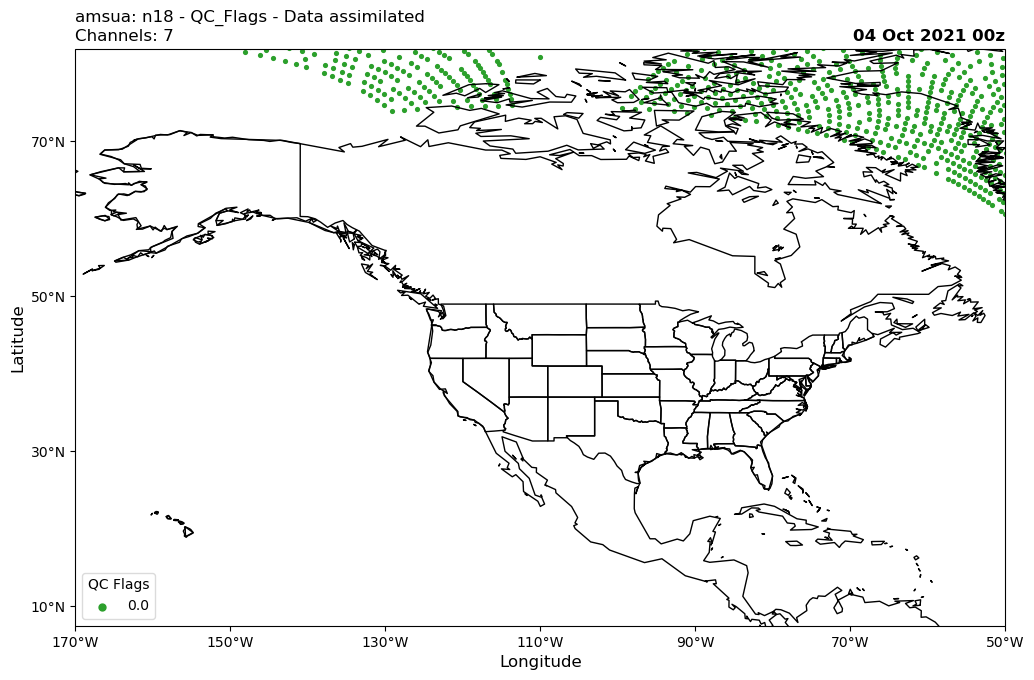 amsua: n18 - QC_Flags - Data assimilated
Channels: 7
04 Oct 2021 00z
70°N
50°N
30°N
10°N
Latitude
QC Flags
0.0
170°W
150°W
130°W
110°W
90°W
70°W
50°W
Longitude